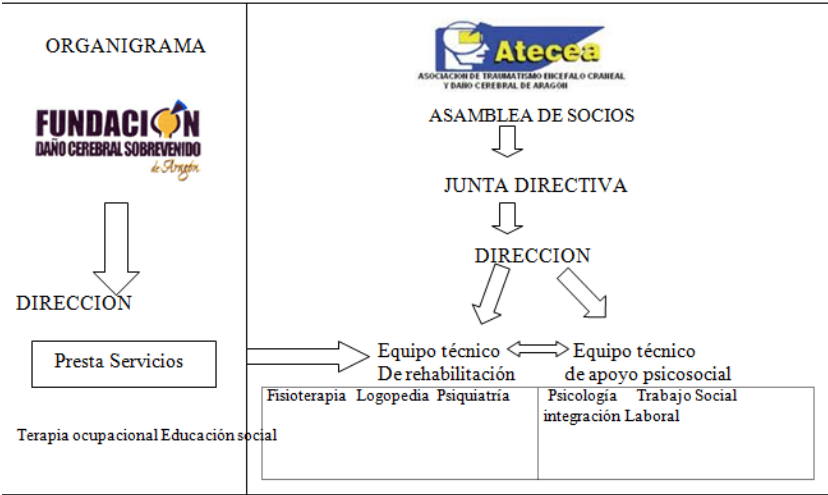 ORGANIGRAMA
FUNDACIÓN
DAÑO CEREBRAL SOBREVENIDO
de Aragón
DIRECCION
Presta Servicios
Terapia ocupacional Educación social
Atecea
ASOCIACION DE TRAUMATISMO ENCEFALO CRANEAL
Y DAÑO CEREBRAL DE ARAGÓN
ASAMBLEA DE SOCIOS
JUNTA DIRECTIVA
DIRECCION
Equipo técnico
De rehabilitación
Equipo técnico
de apoyo psicosocial
Fisioterapia Logopedia Psiquiatría
Psicología Trabajo Social
integración Laboral